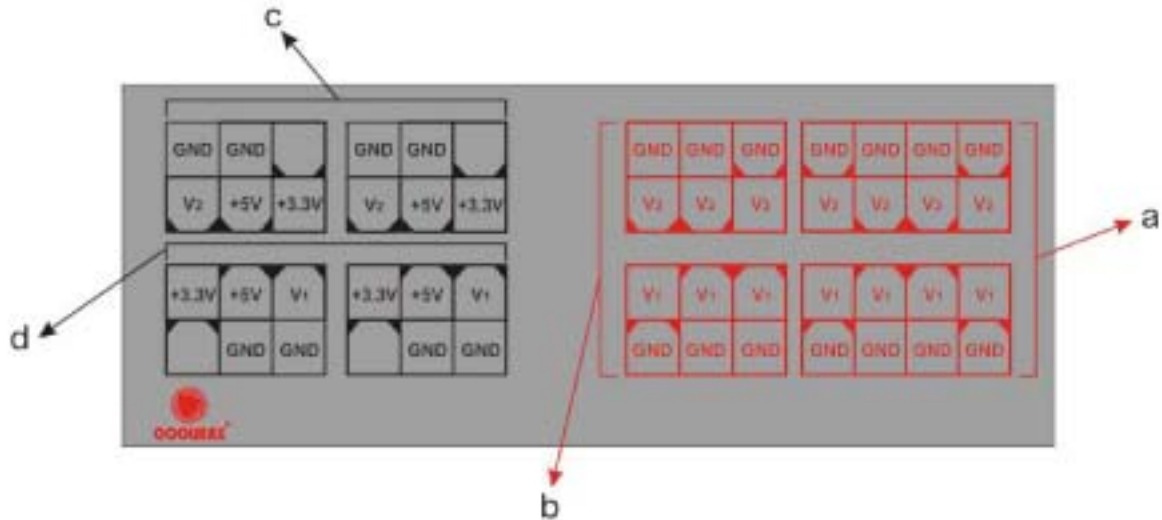 c
GND GND GND GND GND GND GND GND GND GND GND
V2 +5V +3.3V V2 +5V +3.3V V2 V2 V2 V2 V2 V2 V2
a
+3.3V +5V V1 +3.3V +5V V1 V1 V1 V1 V1 V1 V1 V1
d
GND GND GND GND GND GND GND GND GND GND GND
b